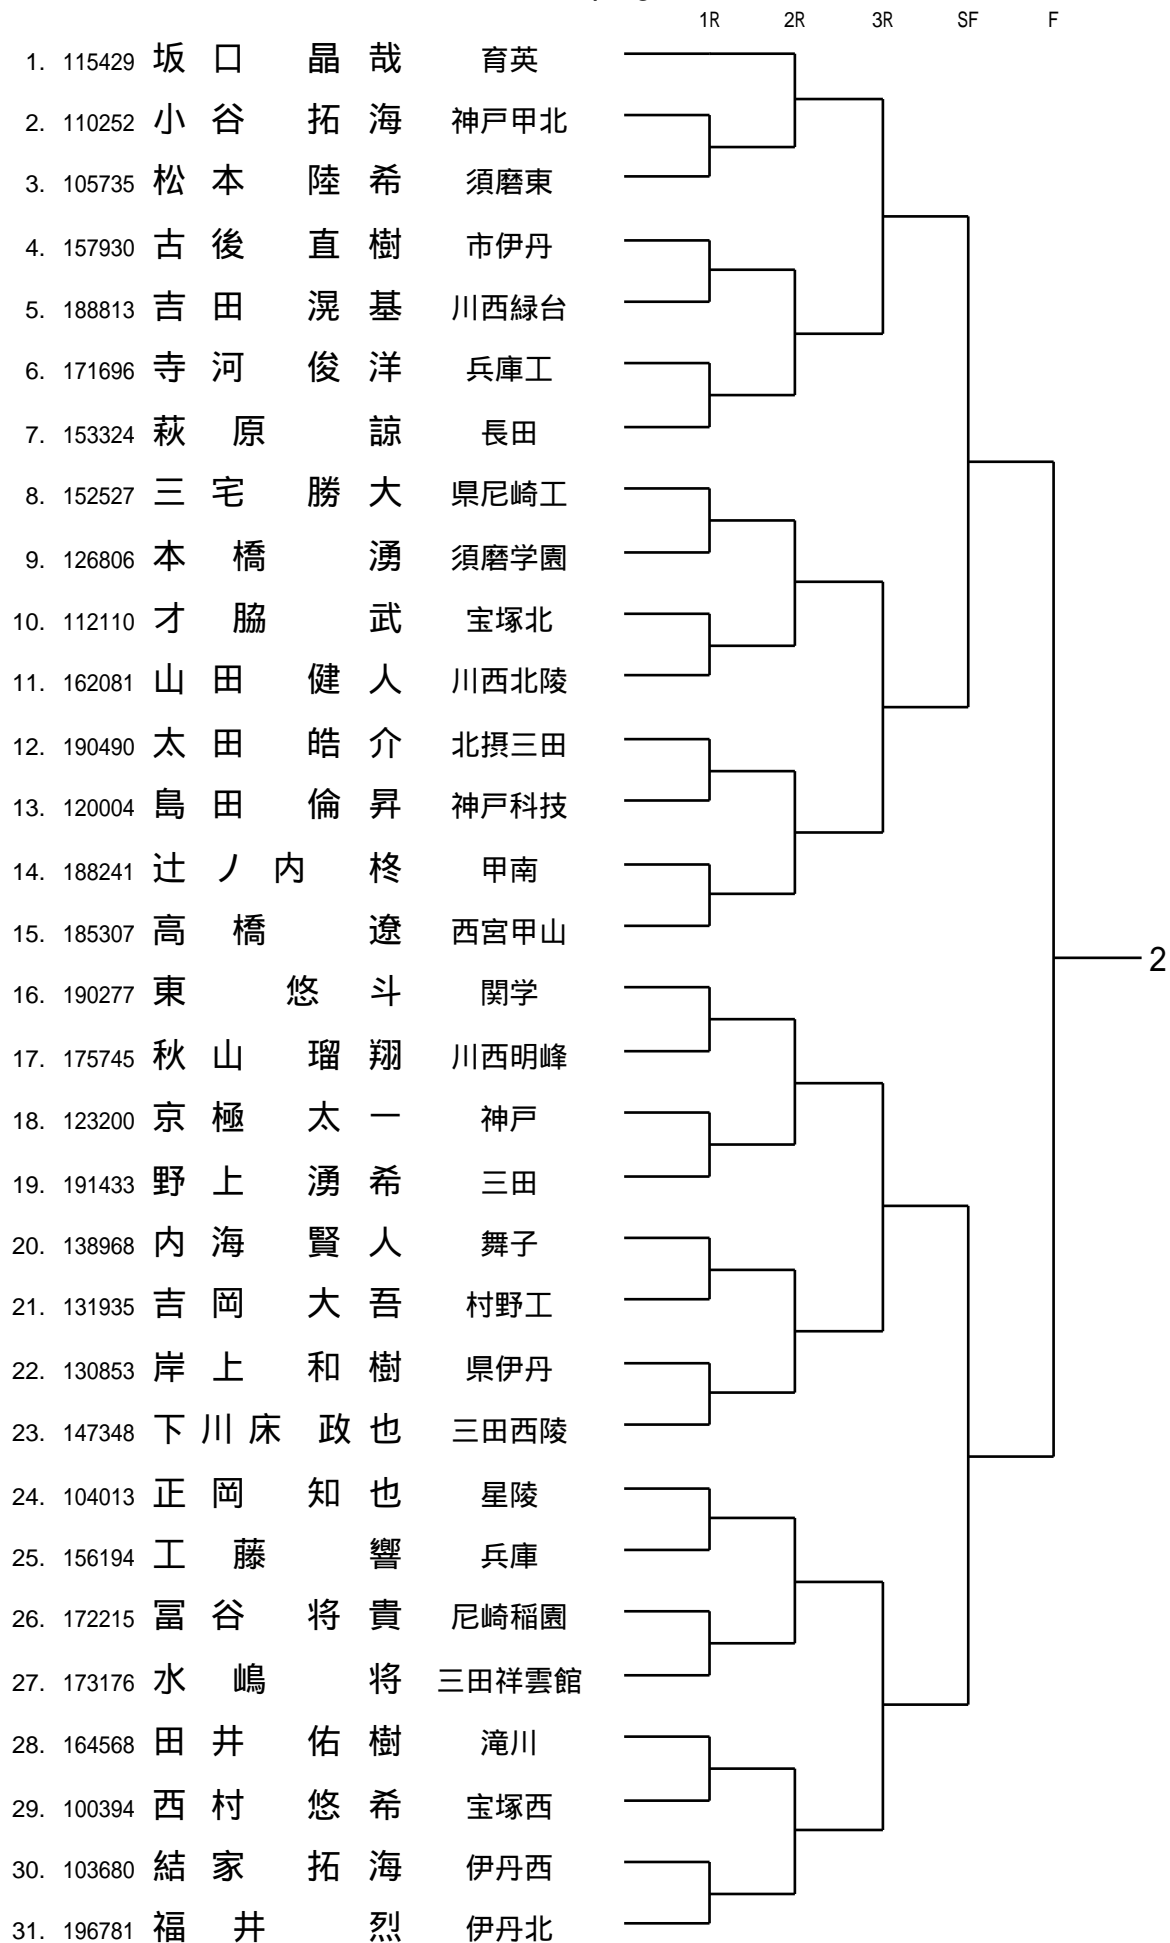 1R 2R 3R SF F
1. 115429 坂口 晶哉 育英
2. 110252 小谷 拓海 神戸甲北
3. 105735 松本 陸希 須磨東
4. 157930 古後 直樹 市伊丹
5. 188813 吉田 滉基 川西緑台
6. 171696 寺河 俊洋 兵庫工
7. 153324 萩原 諒 長田
8. 152527 三宅 勝大 県尼崎工
9. 126806 本橋 湧 須磨学園
10. 112110 才脇 武 宝塚北
11. 162081 山田 健人 川西北陵
12. 190490 太田 皓介 北摂三田
13. 120004 島田 倫昇 神戸科技
14. 188241 辻ノ内 柊 甲南
15. 185307 高橋 遼 西宮甲山
2
16. 190277 東 悠斗 関学
17. 175745 秋山 瑠翔 川西明峰
18. 123200 京極 太一 神戸
19. 191433 野上 湧希 三田
20. 138968 内海 賢人 舞子
21. 131935 吉岡 大吾 村野工
22. 130853 岸上 和樹 県伊丹
23. 147348 下川床 政也 三田西陵
24. 104013 正岡 知也 星陵
25. 156194 工藤 響 兵庫
26. 172215 冨谷 将貴 尼崎稲園
27. 173176 水嶋 将 三田祥雲館
28. 164568 田井 佑樹 滝川
29. 100394 西村 悠希 宝塚西
30. 103680 結家 拓海 伊丹西
31. 196781 福井 烈 伊丹北